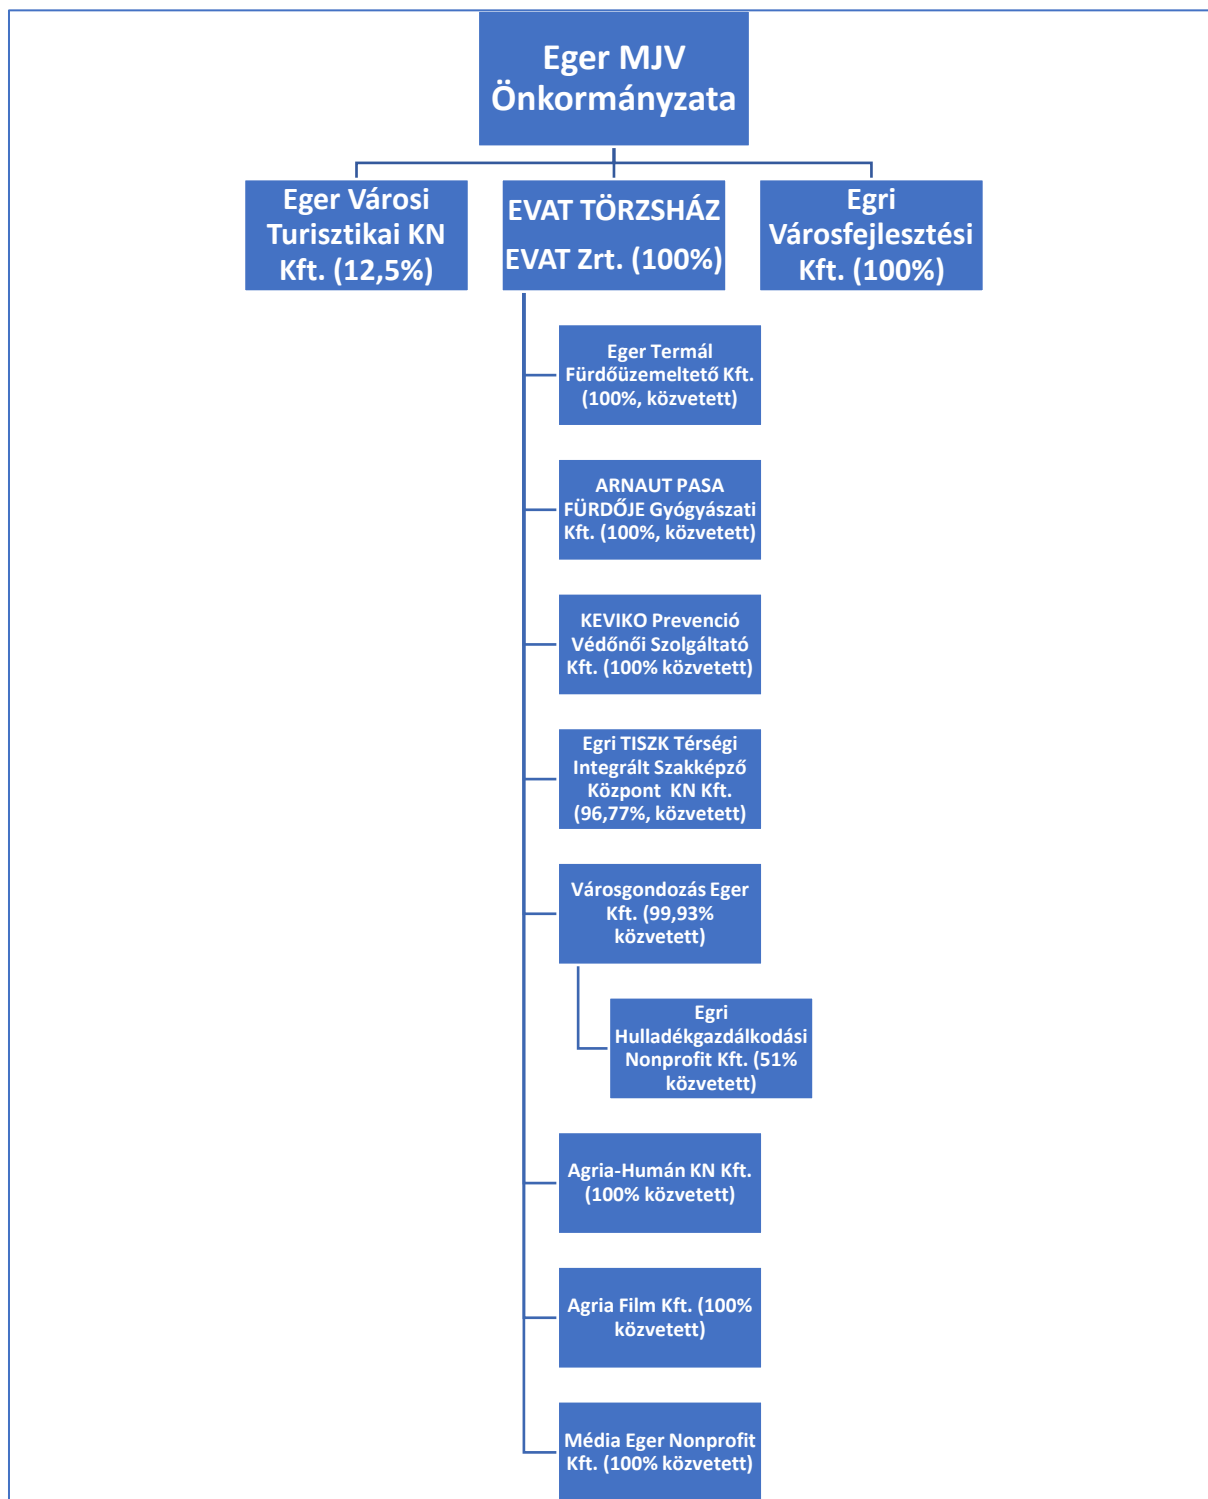 Eger MJV
Önkormányzata
Eger Városi
Turisztikai KN
Kft. (12,5%)
EVAT TÖRZSHÁZ
EVAT Zrt. (100%)
Egri
Városfejlesztési
Kft. (100%)
Eger Termál
Fürdőüzemeltető Kft.
(100%, közvetett)
ARNAUT PASA
FÜRDŐJE Gyógyászati
Kft. (100%, közvetett)
KEVIKO Prevenció
Védőnői Szolgáltató
Kft. (100% közvetett)
Egri TISZK Térségi
Integrált Szakképző
Központ KN Kft.
(96,77%, közvetett)
Városgondozás Eger
Kft. (99,93%
közvetett)
Egri
Hulladékgazdálkodási
Nonprofit Kft. (51%
közvetett)
Agria-Humán KN Kft.
(100% közvetett)
Agria Film Kft. (100%
közvetett)
Média Eger Nonprofit
Kft. (100% közvetett)